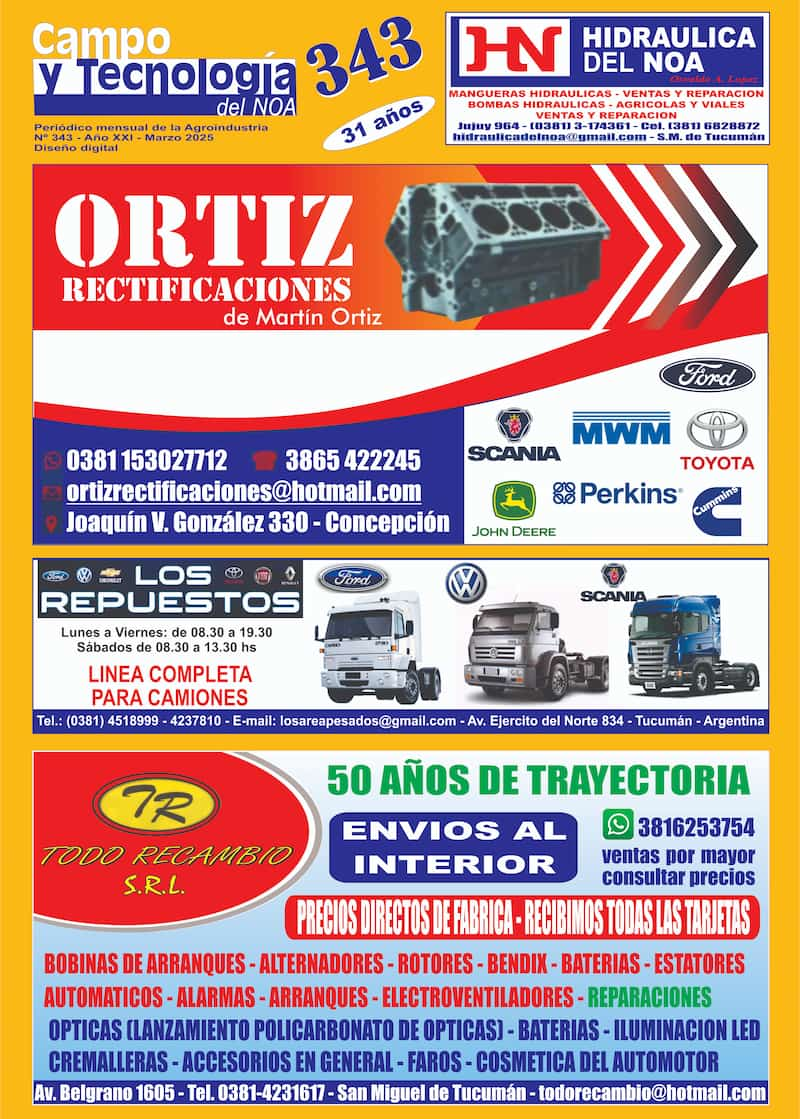 Campo
y Tecnología
del NOA
343
31 años
Periódico mensual de la Agroindustria
Nº 343 - Año XXI - Marzo 2025
Diseño digital
HN
HIDRAULICA
DEL NOA
Osvaldo A. Lopez
MANGUERAS HIDRAULICAS - VENTAS Y REPARACION
BOMBAS HIDRAULICAS - AGRICOLAS Y VIALES
VENTAS Y REPARACION
Jujuy 964 - (0381) 3-174361 - Cel. (381) 6828872
hidraulicadelnoa@gmail.com - S.M. de Tucumán
ORTIZ
RECTIFICACIONES
de Martín Ortiz
Ford
SCANIA
MWM
TOYOTA
JOHN DEERE
Perkins
Cummins
0381 153027712
3865 422245
ortizrectificaciones@hotmail.com
Joaquín V. González 330 - Concepción
Ford
CHEVROLET
LOS
TOYOTA
FIAT
RENAULT
REPUESTOS
Lunes a Viernes: de 08.30 a 19.30
Sábados de 08.30 a 13.30 hs
LINEA COMPLETA
PARA CAMIONES
Ford
SCANIA
Tel.: (0381) 4518999 - 4237810 - E-mail: losareapesados@gmail.com - Av. Ejercito del Norte 834 - Tucumán - Argentina
TR
TODO RECAMBIO
S.R.L.
50 AÑOS DE TRAYECTORIA
ENVIOS AL
INTERIOR
3816253754
ventas por mayor
consultar precios
PRECIOS DIRECTOS DE FABRICA - RECIBIMOS TODAS LAS TARJETAS
BOBINAS DE ARRANQUES - ALTERNADORES - ROTORES - BENDIX - BATERIAS - ESTATORES
AUTOMATICOS - ALARMAS - ARRANQUES - ELECTROVENTILADORES - REPARACIONES
OPTICAS (LANZAMIENTO POLICARBONATO DE OPTICAS) - BATERIAS - ILUMINACION LED
CREMALLERAS - ACCESORIOS EN GENERAL - FAROS - COSMETICA DEL AUTOMOTOR
Av. Belgrano 1605 - Tel. 0381-4231617 - San Miguel de Tucumán - todorecambio@hotmail.com